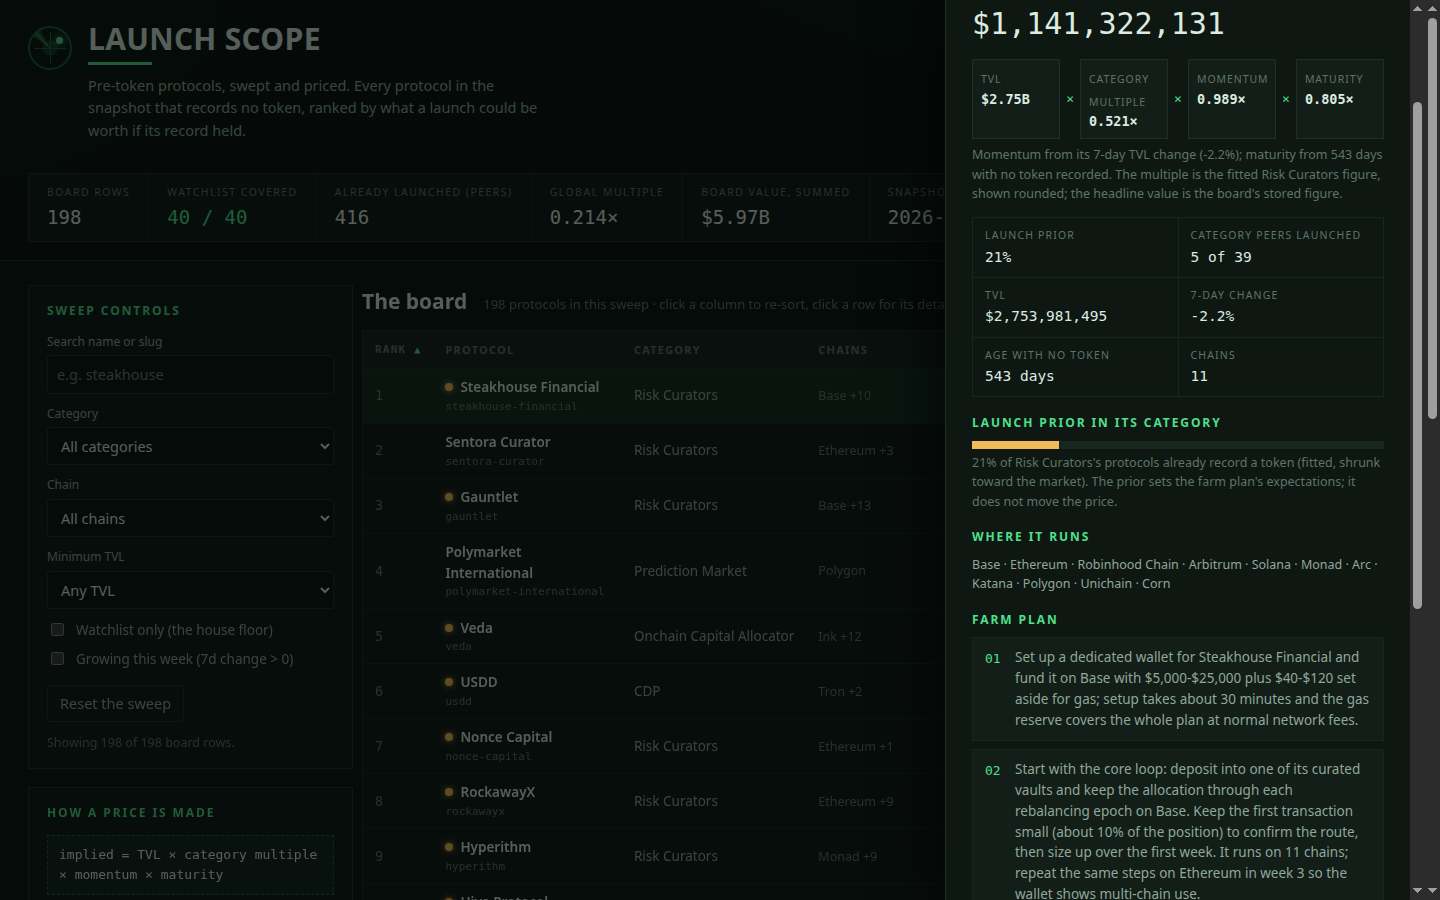 LAUNCH SCOPE
Pre-token protocols, swept and priced. Every protocol in the
snapshot that records no token, ranked by what a launch could be
worth if its record held.
BOARD ROWS
198
WATCHLIST COVERED
40 / 40
ALREADY LAUNCHED (PEERS)
416
GLOBAL MULTIPLE
0.214×
BOARD VALUE, SUMMED
$5.97B
SNAPSHO
2026-
SWEEP CONTROLS
Search name or slug
e.g. steakhouse
Category
All categories
Chain
All chains
Minimum TVL
Any TVL
Watchlist only (the house floor)
Growing this week (7d change > 0)
Reset the sweep
Showing 198 of 198 board rows.
HOW A PRICE IS MADE
implied = TVL × category multiple
× momentum × maturity
The board 198 protocols in this sweep · click a column to re-sort, click a row for its deta
RANK ▲ PROTOCOL CATEGORY CHAINS
1 Steakhouse Financial Risk Curators Base +10
steakhouse-financial
2 Sentora Curator Risk Curators Ethereum +3
sentora-curator
3 Gauntlet Risk Curators Base +13
gauntlet
4 Polymarket International Prediction Market Polygon
polymarket-international
5 Veda Onchain Capital Allocator Ink +12
veda
6 USDD CDP Tron +2
usdd
7 Nonce Capital Risk Curators Ethereum +1
nonce-capital
8 RockawayX Risk Curators Ethereum +9
rockawayx
9 Hyperithm Risk Curators Monad +9
hyperithm
$1,141,322,131
TVL
$2.75B
×
CATEGORY
MULTIPLE
0.521×
×
MOMENTUM
0.989×
×
MATURITY
0.805×
Momentum from its 7-day TVL change (-2.2%); maturity from 543 days
with no token recorded. The multiple is the fitted Risk Curators figure,
shown rounded; the headline value is the board's stored figure.
LAUNCH PRIOR
21%
CATEGORY PEERS LAUNCHED
5 of 39
TVL
$2,753,981,495
7-DAY CHANGE
-2.2%
AGE WITH NO TOKEN
543 days
CHAINS
11
LAUNCH PRIOR IN ITS CATEGORY
21% of Risk Curators's protocols already record a token (fitted, shrunk
toward the market). The prior sets the farm plan's expectations; it
does not move the price.
WHERE IT RUNS
Base · Ethereum · Robinhood Chain · Arbitrum · Solana · Monad · Arc ·
Katana · Polygon · Unichain · Corn
FARM PLAN
01 Set up a dedicated wallet for Steakhouse Financial and
fund it on Base with $5,000-$25,000 plus $40-$120 set
aside for gas; setup takes about 30 minutes and the gas
reserve covers the whole plan at normal network fees.
02 Start with the core loop: deposit into one of its curated
vaults and keep the allocation through each
rebalancing epoch on Base. Keep the first transaction
small (about 10% of the position) to confirm the route,
then size up over the first week. It runs on 11 chains;
repeat the same steps on Ethereum in week 3 so the
wallet shows multi-chain use.